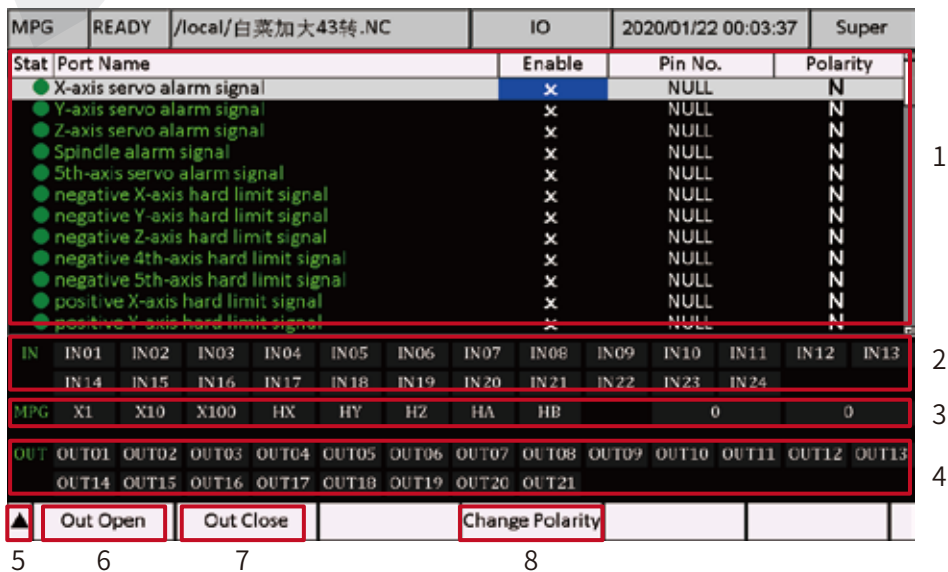 MPG READY /local/白菜加大43转.NC IO 2020/01/22 00:03:37 Super
Stat Port Name Enable Pin No. Polarity
X-axis servo alarm signal × NULL N
Y-axis servo alarm signal × NULL N
Z-axis servo alarm signal × NULL N
Spindle alarm signal × NULL N
5th-axis servo alarm signal × NULL N
negative X-axis hard limit signal × NULL N
negative Y-axis hard limit signal × NULL N
negative Z-axis hard limit signal × NULL N
negative 4th-axis hard limit signal × NULL N
negative 5th-axis hard limit signal × NULL N
positive X-axis hard limit signal × NULL N
positive Y-axis hard limit signal × NULL N
1
IN IN01 IN02 IN03 IN04 IN05 IN06 IN07 IN08 IN09 IN10 IN11 IN12 IN13
IN14 IN15 IN16 IN17 IN18 IN19 IN20 IN21 IN22 IN23 IN24
2
MPG X1 X10 X100 HX HY HZ HA HB 0 0
3
OUT OUT01 OUT02 OUT03 OUT04 OUT05 OUT06 OUT07 OUT08 OUT09 OUT10 OUT11 OUT12 OUT13
OUT14 OUT15 OUT16 OUT17 OUT18 OUT19 OUT20 OUT21
4
▲ Out Open Out Close Change Polarity
5 6 7 8